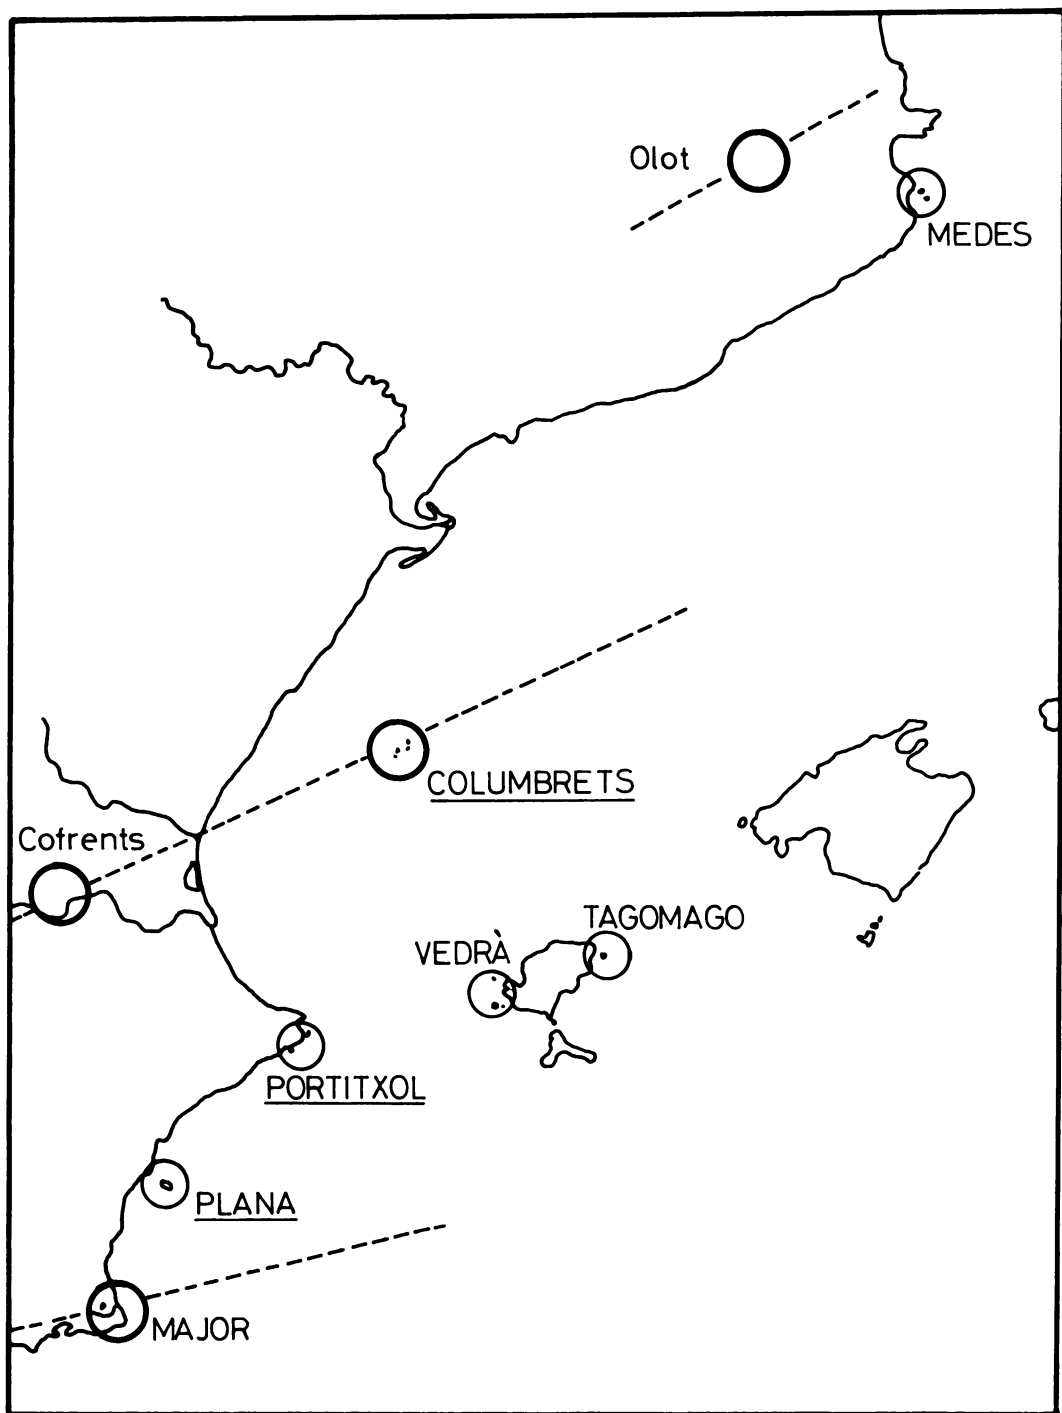 Olot
MEDES
COLUMBRETS
Cofrents
TAGOMAGO
VEDRÀ
PORTITXOL
PLANA
MAJOR